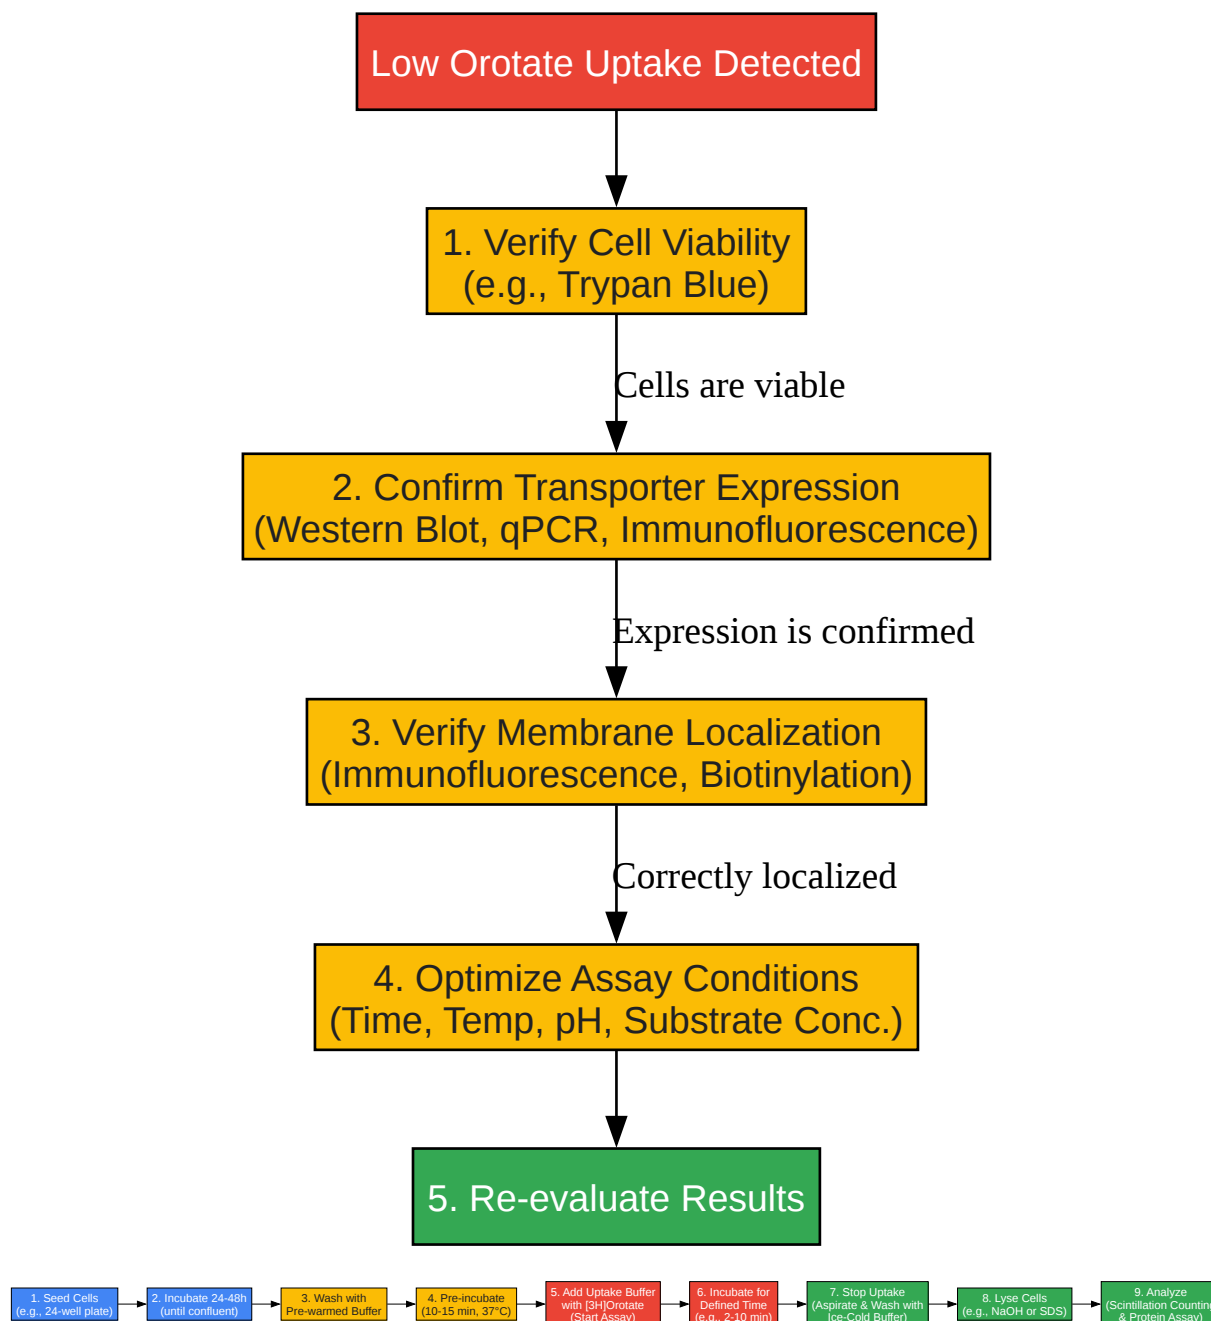 Low Orotate Uptake Detected
1. Verify Cell Viability
(e.g., Trypan Blue)
Cells are viable
2. Confirm Transporter Expression
(Western Blot, qPCR, Immunofluorescence)
Expression is confirmed
3. Verify Membrane Localization
(Immunofluorescence, Biotinylation)
Correctly localized
4. Optimize Assay Conditions
(Time, Temp, pH, Substrate Conc.)
5. Re-evaluate Results
1. Seed Cells
(e.g., 24-well plate)
2. Incubate 24-48h
(until confluent)
3. Wash with
Pre-warmed Buffer
4. Pre-incubate
(10-15 min, 37°C)
5. Add Uptake Buffer
with [3H]Orotate
(Start Assay)
6. Incubate for
Defined Time
(e.g., 2-10 min)
7. Stop Uptake
(Aspirate & Wash with
Ice-Cold Buffer)
8. Lyse Cells
(e.g., NaOH or SDS)
9. Analyze
(Scintillation Counting
& Protein Assay)